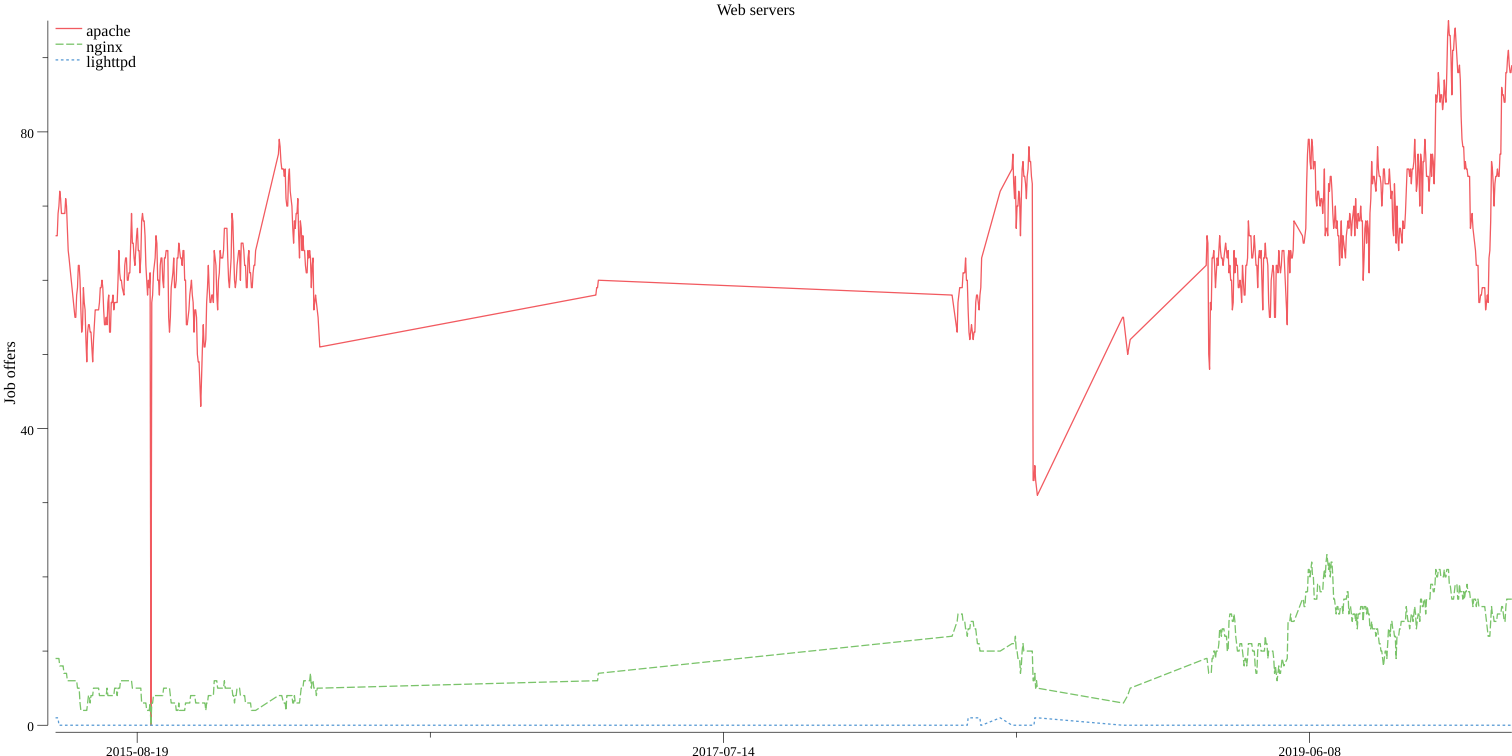 Web servers
apache
nginx
lighttpd
80
Job offers
40
0
2015-08-19
2017-07-14
2019-06-08